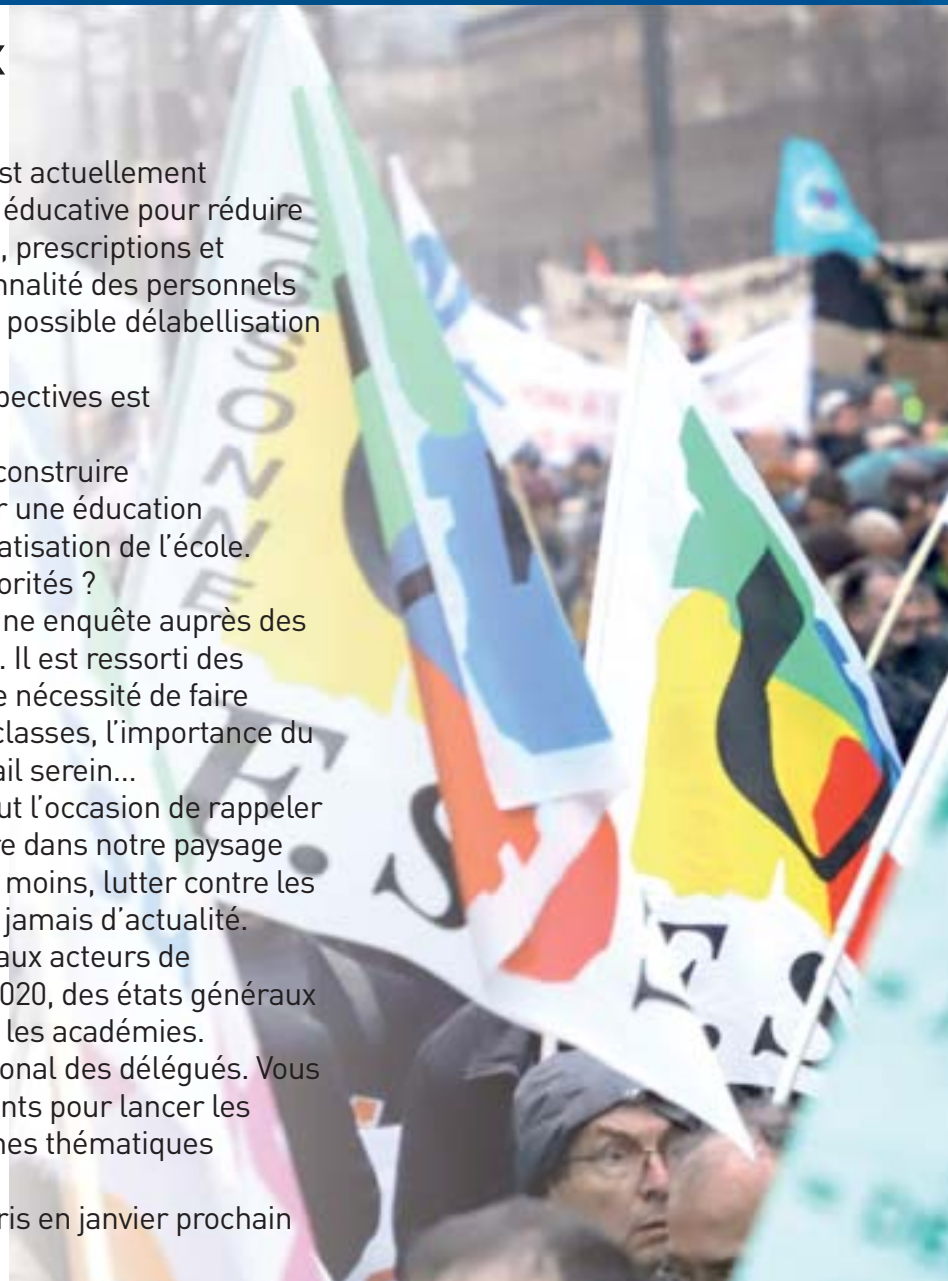 x
st actuellement
éducative pour réduire
, prescriptions et
nnalité des personnels
possible délabellisation
pectives est
construire
r une éducation
atisation de l’école.
orités ?
ne enquête auprès des
. Il est ressorti des
e nécessité de faire
classes, l’importance du
ail serein…
ut l’occasion de rappeler
re dans notre paysage
moins, lutter contre les
jamais d’actualité.
aux acteurs de
020, des états généraux
les académies.
onal des délégués. Vous
nts pour lancer les
nes thématiques
ris en janvier prochain
ESSONNE
F.S
F.S